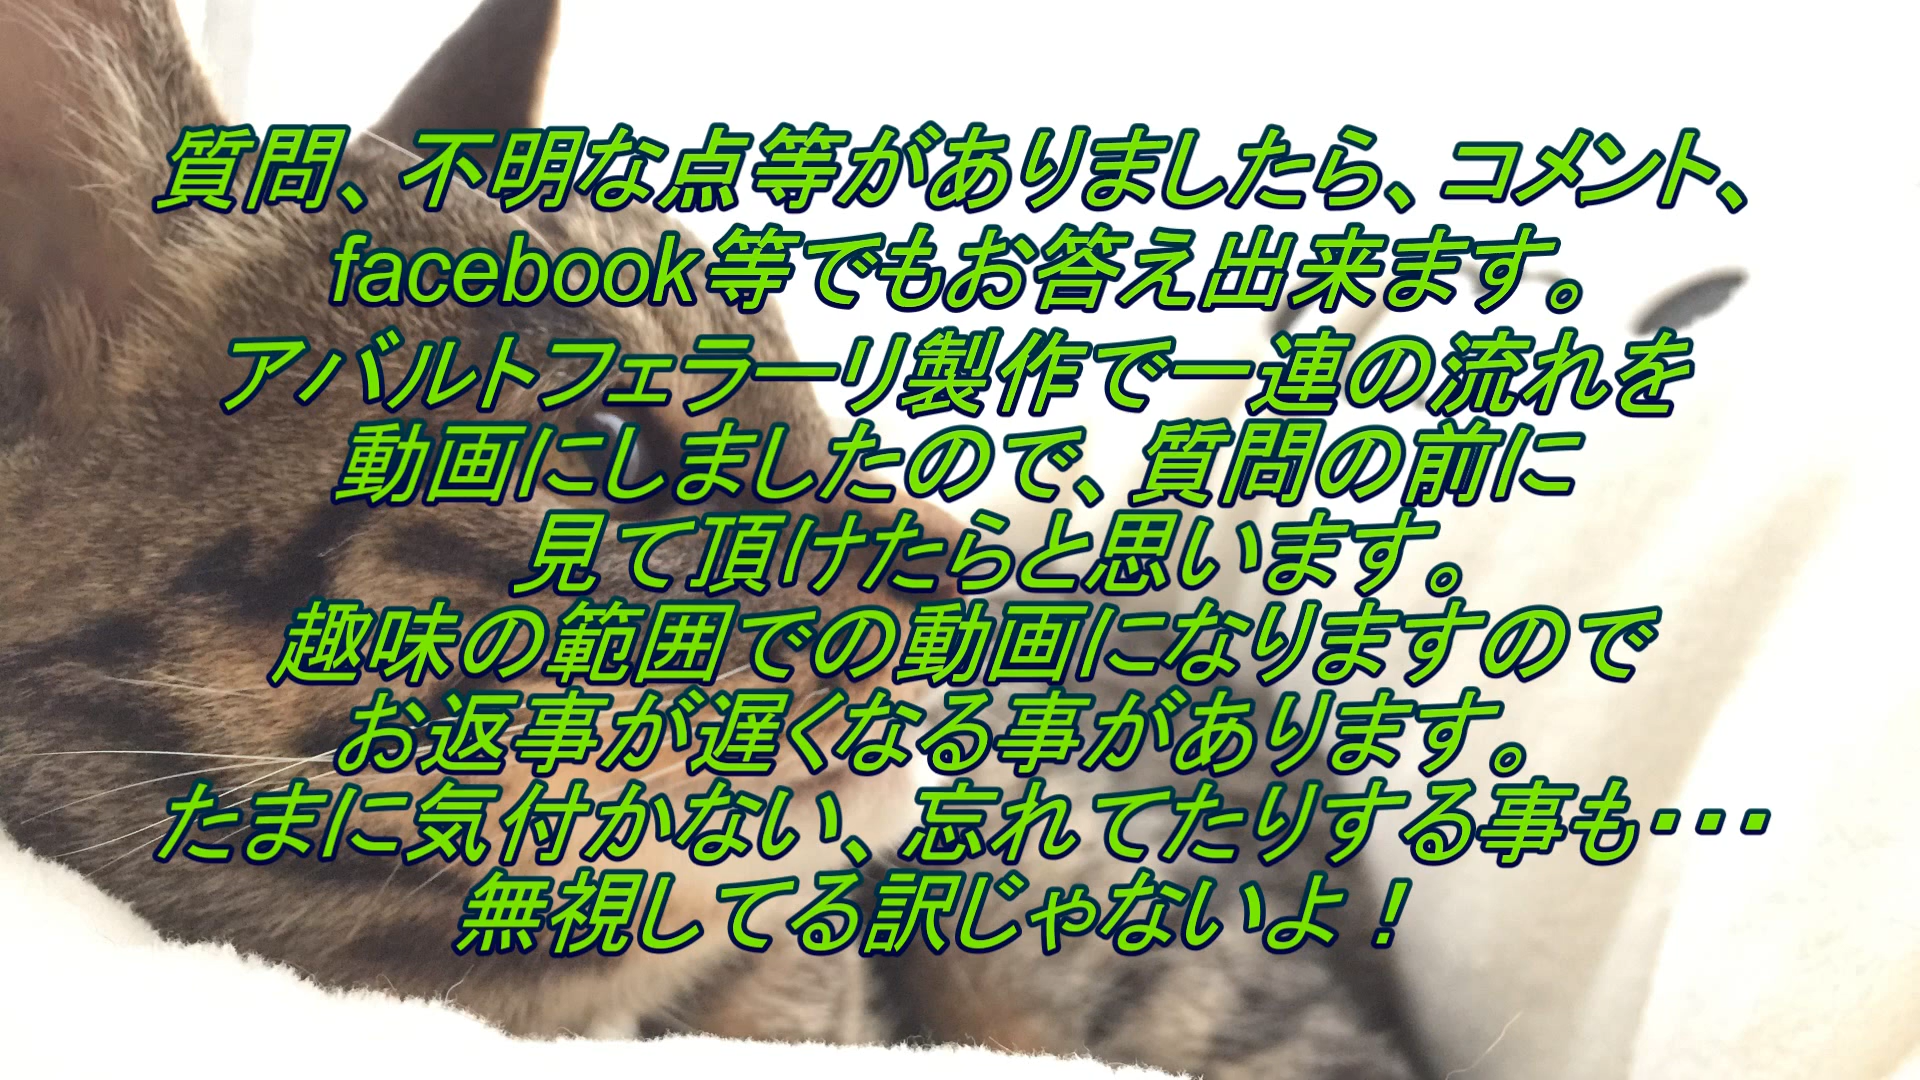 質問、不明な点等がありましたら、コメント、
facebook等でもお答え出来ます。
アバルトフェラーリ製作で一連の流れを
動画にしましたので、質問の前に
見て頂けたらと思います。
趣味の範囲での動画になりますので
お返事が遅くなる事があります。
たまに気付かない、忘れてたりする事も・・・
無視してる訳じゃないよ！